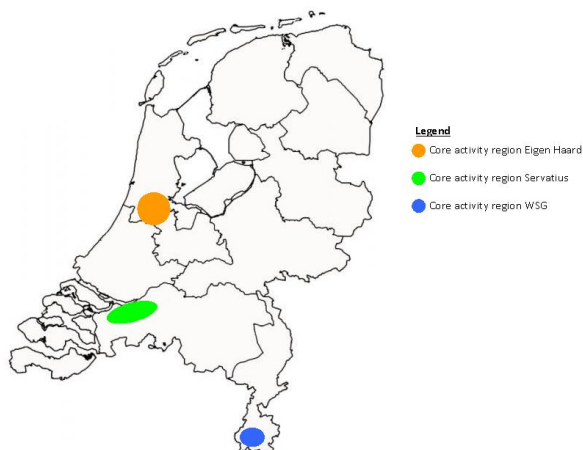 Legend
Core activity region Eigen Haard
Core activity region Servatius
Core activity region WSG